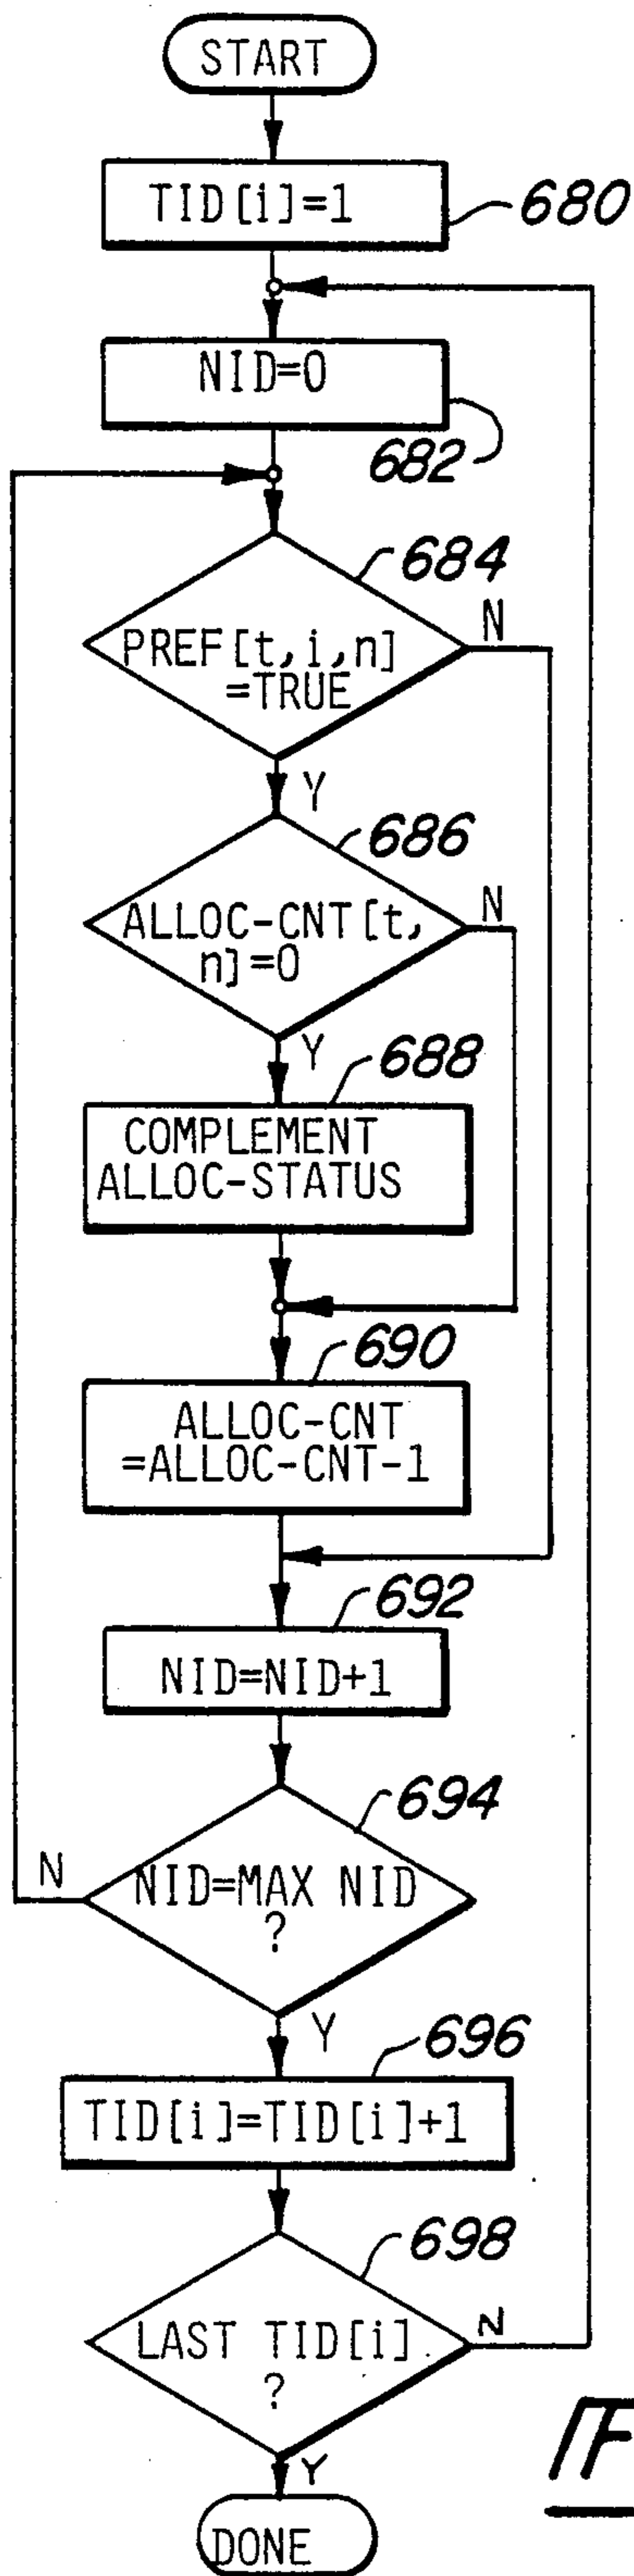 START
TID[i]=1
680
NID=0
682
684
PREF[t,i,n]
=TRUE
N
Y
686
ALLOC-CNT[t,
n]=0
N
Y
688
COMPLEMENT
ALLOC-STATUS
690
ALLOC-CNT
=ALLOC-CNT-1
692
NID=NID+1
694
NID=MAX NID
?
N
Y
696
TID[i]=TID[i]+1
698
LAST TID[i]
?
N
Y
DONE